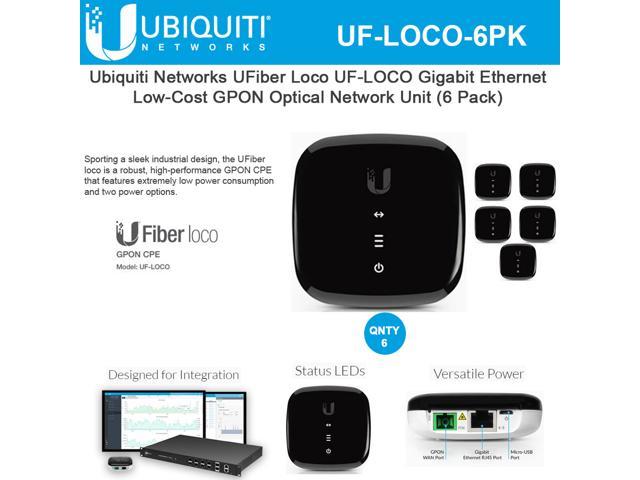 UBIQUITI®
NETWORKS
UF-LOCO-6PK
Ubiquiti Networks UFiber Loco UF-LOCO Gigabit Ethernet
Low-Cost GPON Optical Network Unit (6 Pack)
Sporting a sleek industrial design, the UFiber
loco is a robust, high-performance GPON CPE
that features extremely low power consumption
and two power options.
U Fiber loco
GPON CPE
Model: UF-LOCO
QNTY
6
Designed for Integration
Status LEDs
Versatile Power
GPON
WAN Port
Gigabit
Ethernet RJ45 Port
Micro-USB
Port